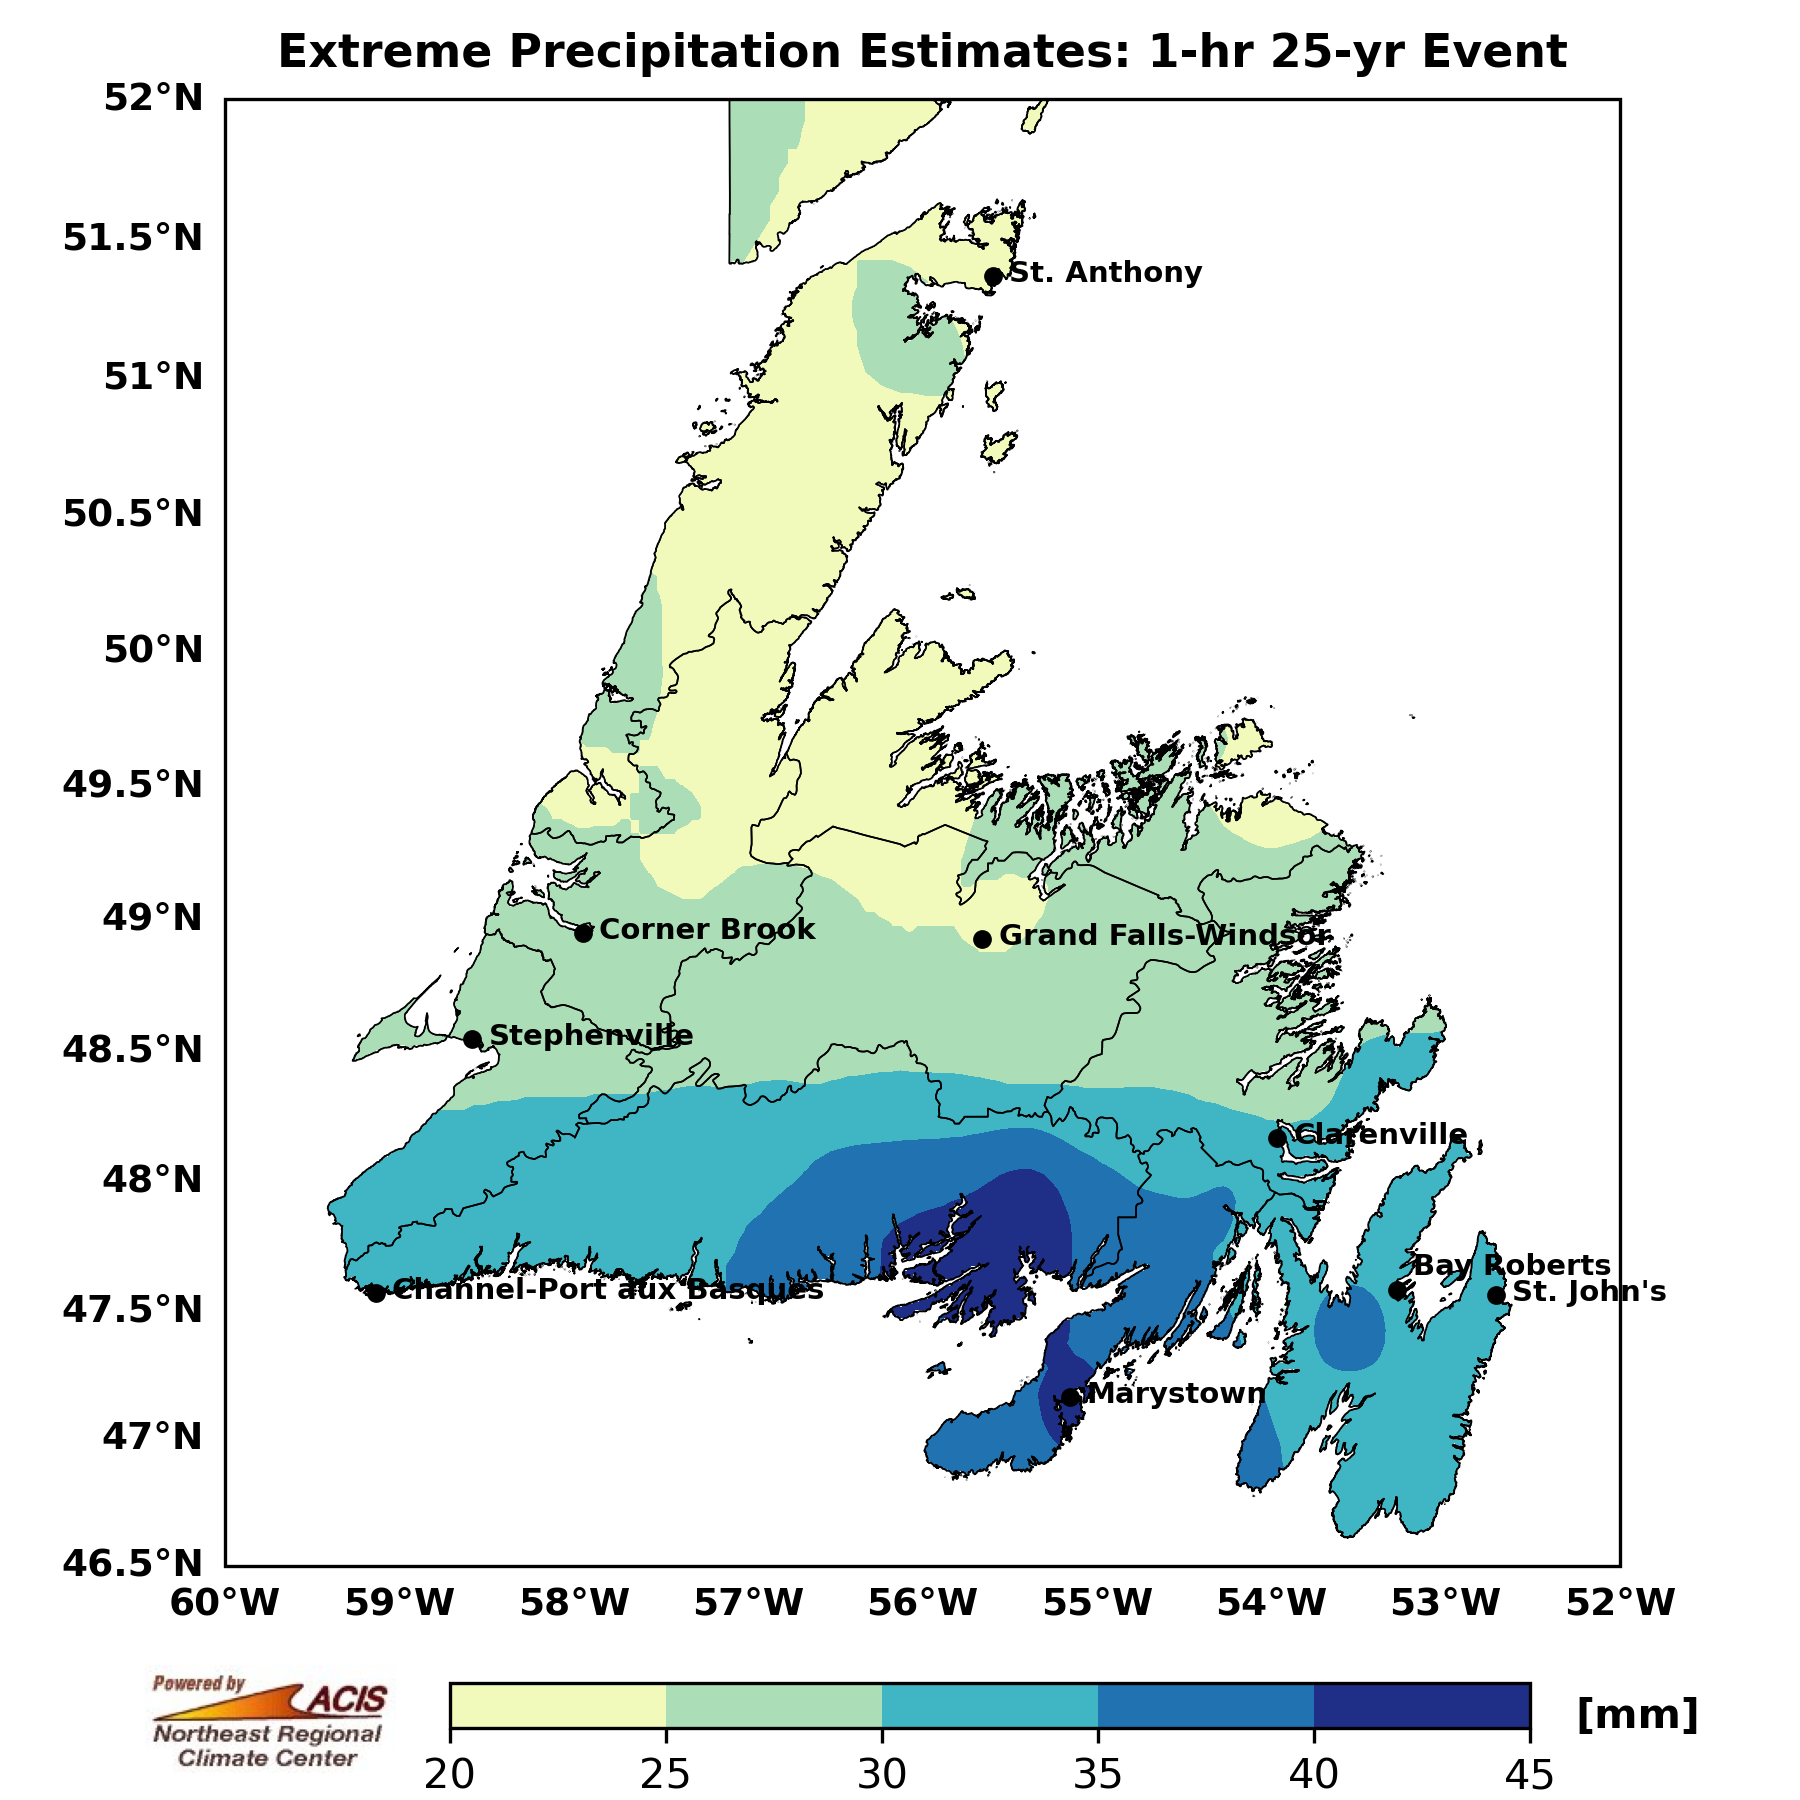 Extreme Precipitation Estimates: 1-hr 25-yr Event
52°N
51.5°N
St. Anthony
51°N
50.5°N
50°N
49.5°N
49°N
Corner Brook
Grand Falls-Windsor
48.5°N
Stephenville
Clarenville
48°N
Bay Roberts
St. John's
Channel-Port aux Basques
47.5°N
Marystown
47°N
46.5°N
60°W 59°W 58°W 57°W 56°W 55°W 54°W 53°W 52°W
Powered by
ACIS
Northeast Regional
Climate Center
[mm]
20 25 30 35 40 45